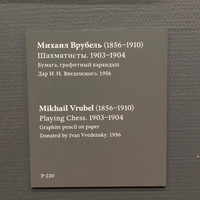 Михаил Врубель (1856–1910)
Шахматисты. 1903–1904
Бумага, графитный карандаш
Дар И. Н. Введенского. 1956
Mikhail Vrubel (1856–1910)
Playing Chess. 1903–1904
Graphite pencil on paper
Donated by Ivan Vvedensky. 1956
Р-220